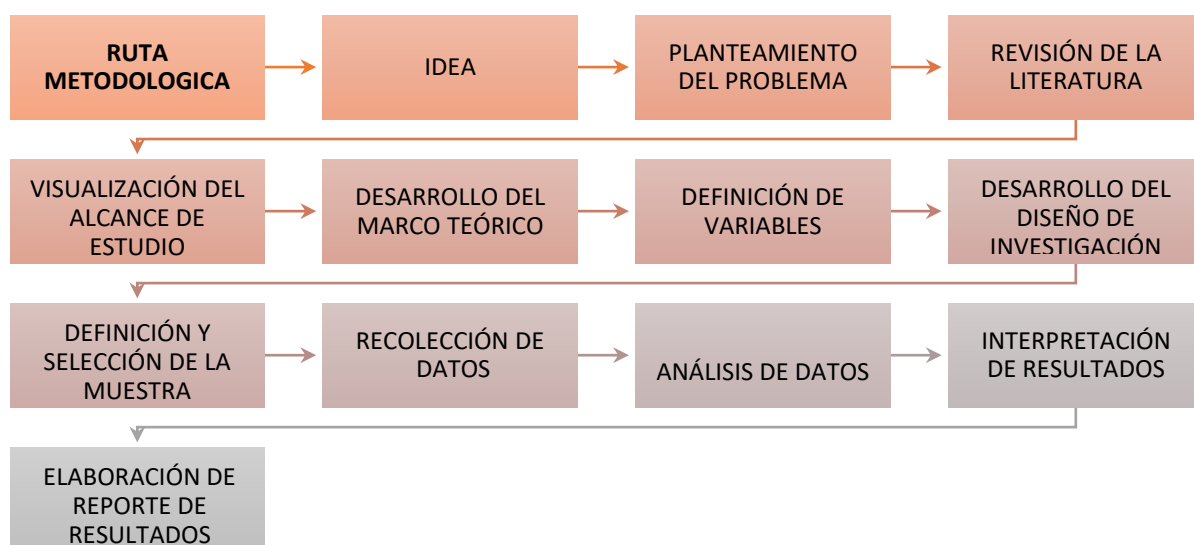 RUTA
METODOLOGICA
IDEA
PLANTEAMIENTO
DEL PROBLEMA
REVISIÓN DE LA
LITERATURA
VISUALIZACIÓN DEL
ALCANCE DE
ESTUDIO
DESARROLLO DEL
MARCO TEÓRICO
DEFINICIÓN DE
VARIABLES
DESARROLLO DEL
DISEÑO DE
INVESTIGACIÓN
DEFINICIÓN Y
SELECCIÓN DE LA
MUESTRA
RECOLECCIÓN DE
DATOS
ANÁLISIS DE DATOS
INTERPRETACIÓN
DE RESULTADOS
ELABORACIÓN DE
REPORTE DE
RESULTADOS